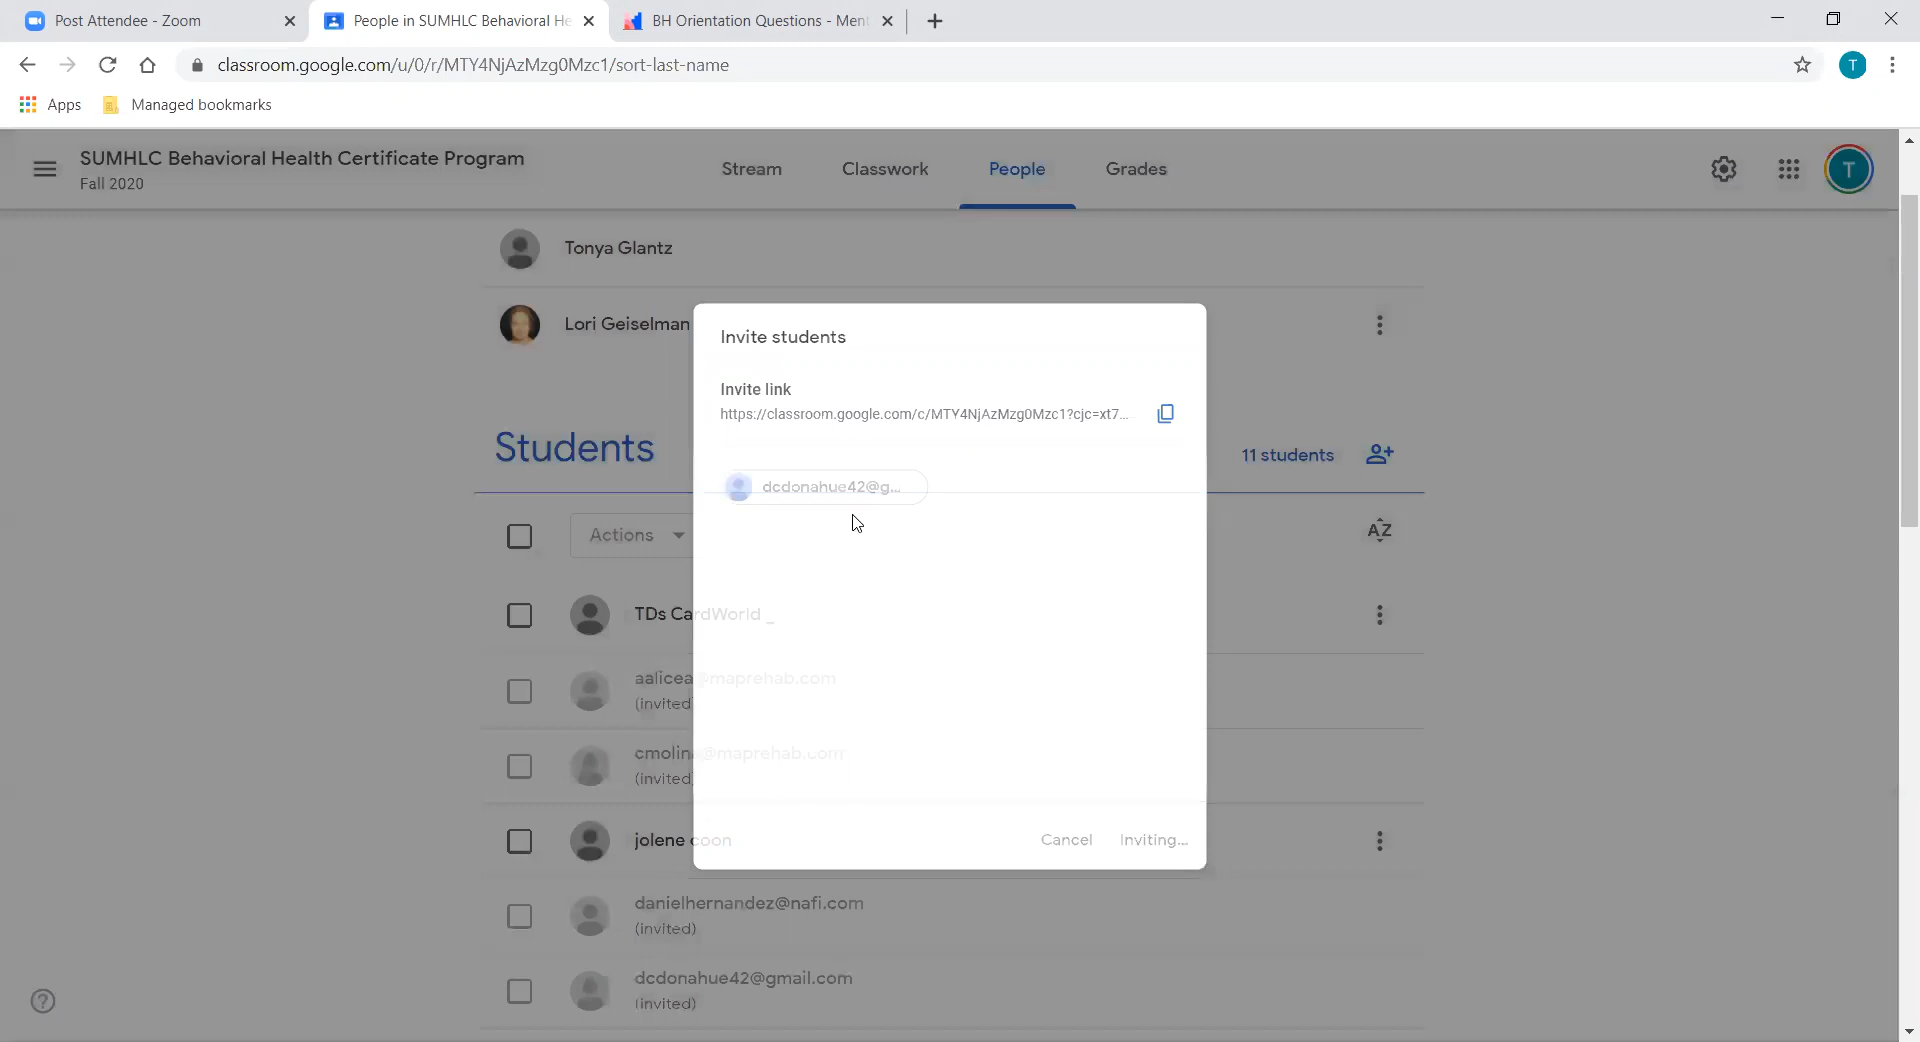 Post Attendee - Zoom
People in SUMHLC Behavioral He
BH Orientation Questions - Ment
classroom.google.com/u/0/r/MTY4NjAzMzg0Mzc1/sort-last-name
T
Apps
Managed bookmarks
SUMHLC Behavioral Health Certificate Program
Fall 2020
Stream
Classwork
People
Grades
T
Tonya Glantz
Lori Geiselman
Invite students
Invite link
https://classroom.google.com/c/MTY4NjAzMzg0Mzc1?cjc=xt7...
Students
11 students
dcdonahue42@g...
Actions
AZ
TDs CardWorld _
aalicea@maprehab.com
(invited)
cmolina@maprehab.com
(invited)
jolene coon
Cancel
Inviting...
danielhernandez@nafi.com
(invited)
dcdonahue42@gmail.com
(invited)